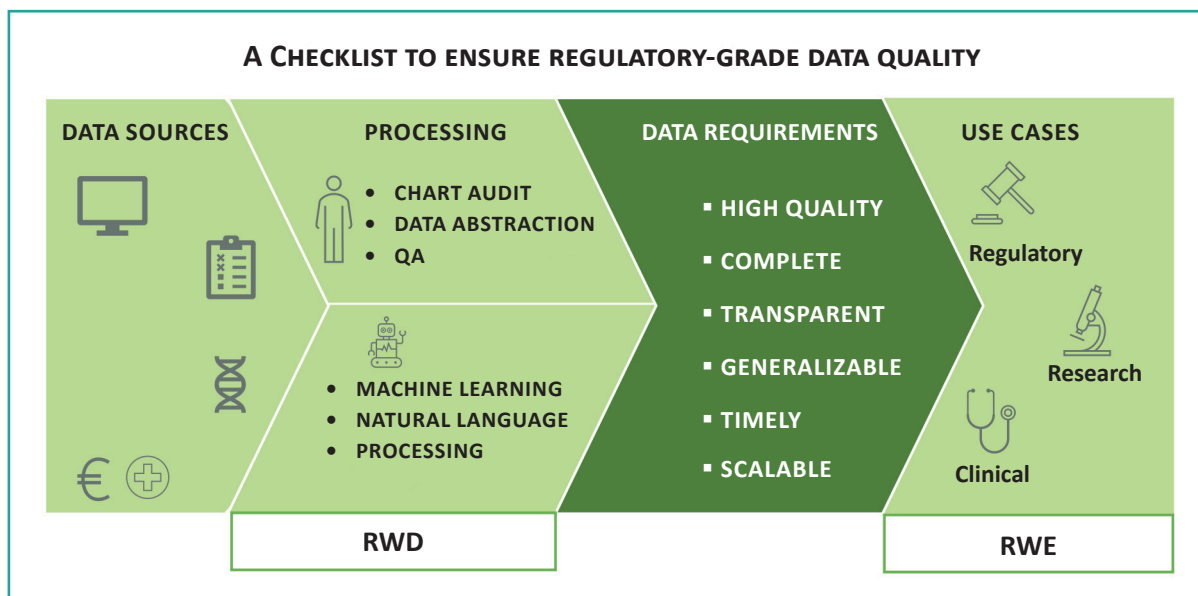 A CHECKLIST TO ENSURE REGULATORY-GRADE DATA QUALITY
DATA SOURCES
PROCESSING
• CHART AUDIT
• DATA ABSTRACTION
• QA
• MACHINE LEARNING
• NATURAL LANGUAGE
• PROCESSING
RWD
DATA REQUIREMENTS
▪ HIGH QUALITY
▪ COMPLETE
▪ TRANSPARENT
▪ GENERALIZABLE
▪ TIMELY
▪ SCALABLE
USE CASES
Regulatory
Research
Clinical
RWE